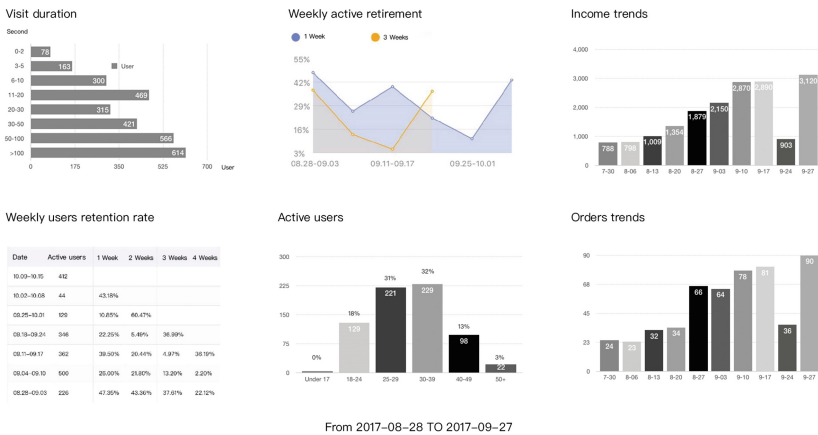 Visit duration
Second
0-2 78
3-5 163
User
6-10 300
11-20 469
20-30 315
30-50 421
50-100 566
>100 614
0 175 350 525 700 User
Weekly active retirement
1 Week 3 Weeks
55%
42%
29%
16%
3%
08.28-09.03 09.11-09.17 09.25-10.01
Income trends
4,000
3,000
2,000
1,000
0
788 798 1,009 1,354 1,879 2,150 2,870 2,890 903 3,120
7-30 8-06 8-13 8-20 8-27 9-03 9-10 9-17 9-24 9-27
Weekly users retention rate
Date Active users 1 Week 2 Weeks 3 Weeks 4 Weeks
10.09-10.15 412
10.02-10.08 44 43.18%
09.25-10.01 129 10.85% 60.47%
09.18-09.24 346 22.25% 5.49% 36.99%
09.11-09.17 362 39.50% 20.44% 4.97% 36.19%
09.04-09.10 500 25.00% 21.80% 13.20% 2.20%
08.28-09.03 226 47.35% 43.36% 37.61% 22.12%
Active users
300
225
150
75
0
0% 18% 31% 32% 13% 3%
129 221 229 98 22
Under 17 18-24 25-29 30-39 40-49 50+
Orders trends
90
68
45
23
0
24 23 32 34 66 64 78 81 36 90
7-30 8-06 8-13 8-20 8-27 9-03 9-10 9-17 9-24 9-27
From 2017-08-28 TO 2017-09-27